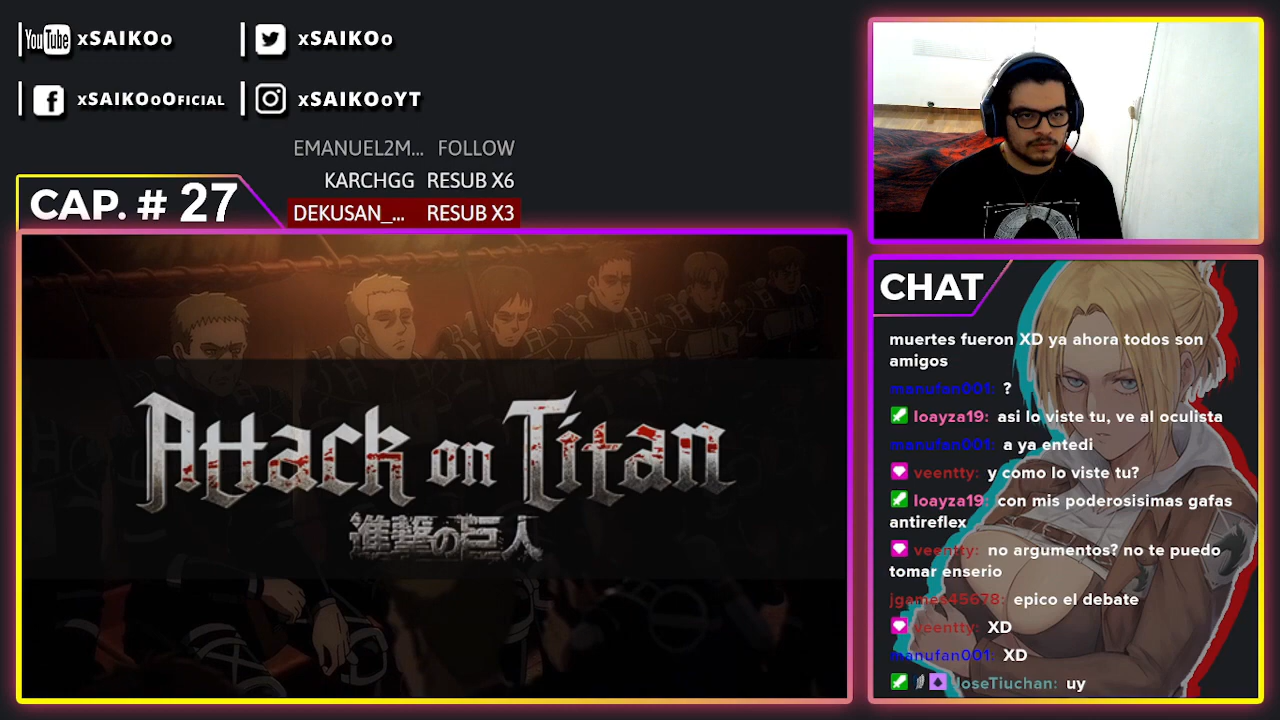 YouTube xSAIKOo
xSAIKOo
xSAIKOoOficial
xSAIKOoYT
EMANUEL2M... FOLLOW
KARCHGG RESUB X6
DEKUSAN_... RESUB X3
CAP. # 27
Attack on Titan
進撃の巨人
CHAT
muertes fueron XD ya ahora todos son
amigos
manufan001: ?
loayza19: asi lo viste tu, ve al oculista
manufan001: a ya entedi
veentty: y como lo viste tu?
loayza19: con mis poderosisimas gafas
antireflex
veentty: no argumentos? no te puedo
tomar enserio
jgames45678: epico el debate
veentty: XD
manufan001: XD
JoseTiuchan: uy